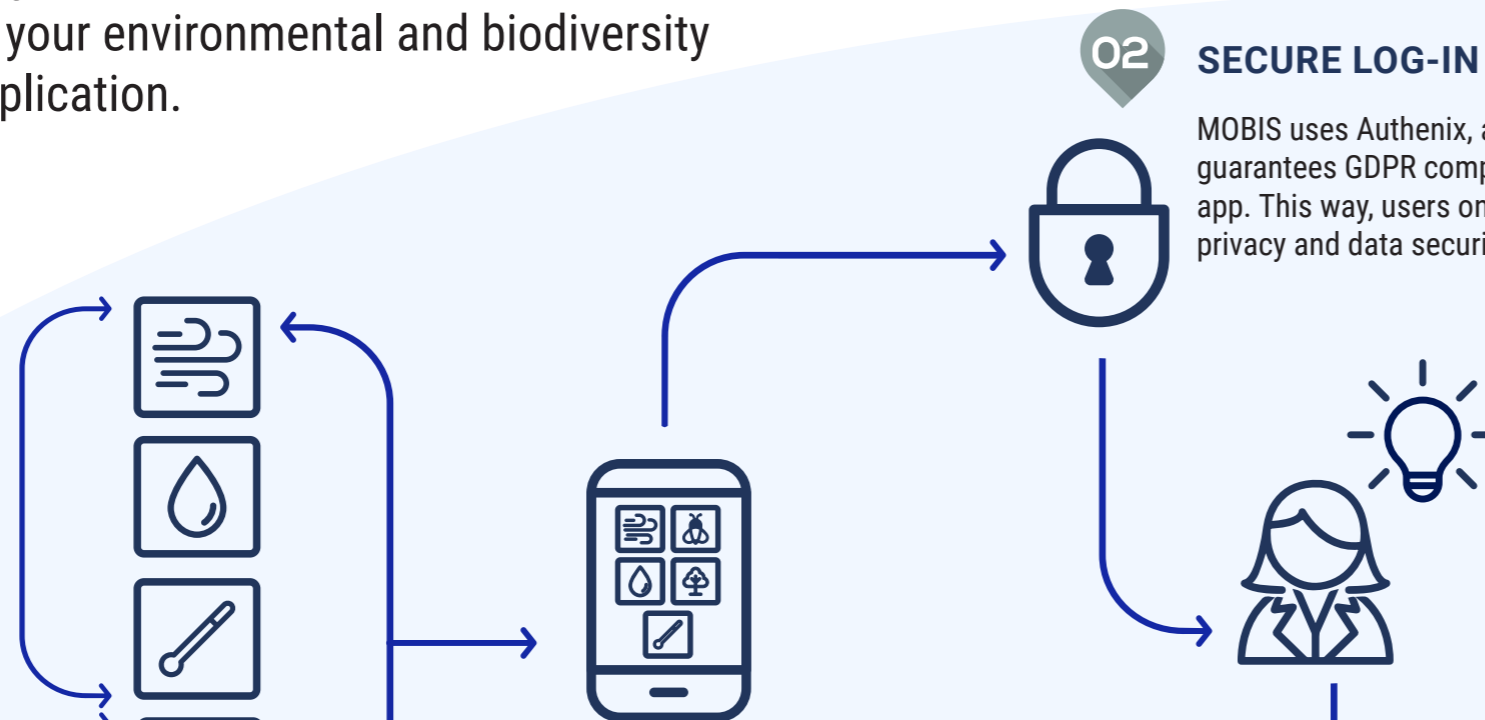 your environmental and biodiversity
plication.
02
SECURE LOG-IN
MOBIS uses Authenix,
guarantees GDPR comp
app. This way, users on
privacy and data securi